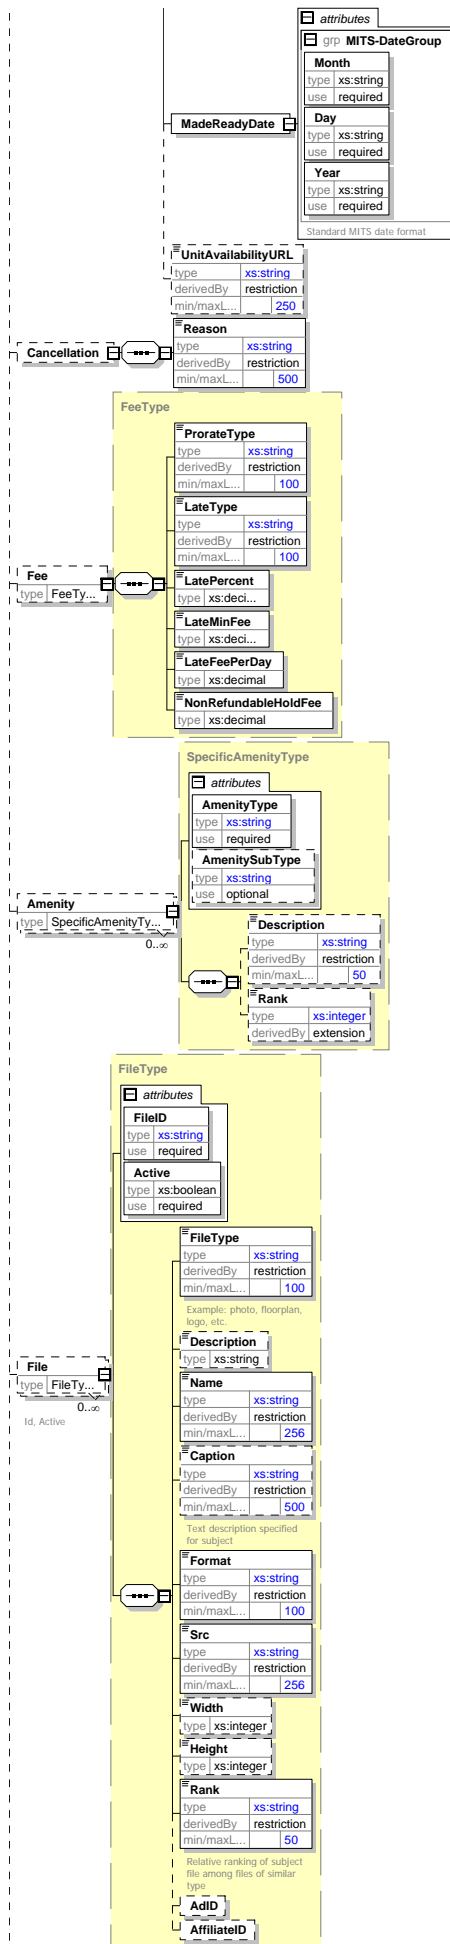 attributes
grp MITS-DateGroup
Month
type xs:string
use required
MadeReadyDate
Day
type xs:string
use required
Year
type xs:string
use required
Standard MITS date format
UnitAvailabilityURL
type xs:string
derivedBy restriction
min/maxL... 250
Cancellation
Reason
type xs:string
derivedBy restriction
min/maxL... 500
FeeType
ProrateType
type xs:string
derivedBy restriction
min/maxL... 100
LateType
type xs:string
derivedBy restriction
min/maxL... 100
Fee
type FeeTy...
LatePercent
type xs:deci...
LateMinFee
type xs:deci...
LateFeePerDay
type xs:decimal
NonRefundableHoldFee
type xs:decimal
SpecificAmenityType
attributes
AmenityType
type xs:string
use required
AmenitySubType
type xs:string
use optional
Amenity
type SpecificAmenityTy...
0..∞
Description
type xs:string
derivedBy restriction
min/maxL... 50
Rank
type xs:integer
derivedBy extension
FileType
attributes
FileID
type xs:string
use required
Active
type xs:boolean
use required
FileType
type xs:string
derivedBy restriction
min/maxL... 100
Example: photo, floorplan,
logo, etc.
File
type FileTy...
0..∞
Id, Active
Description
type xs:string
Name
type xs:string
derivedBy restriction
min/maxL... 256
Caption
type xs:string
derivedBy restriction
min/maxL... 500
Text description specified
for subject
Format
type xs:string
derivedBy restriction
min/maxL... 100
Src
type xs:string
derivedBy restriction
min/maxL... 256
Width
type xs:integer
Height
type xs:integer
Rank
type xs:string
derivedBy restriction
min/maxL... 50
Relative ranking of subject
file among files of similar
type
AdID
AffiliateID